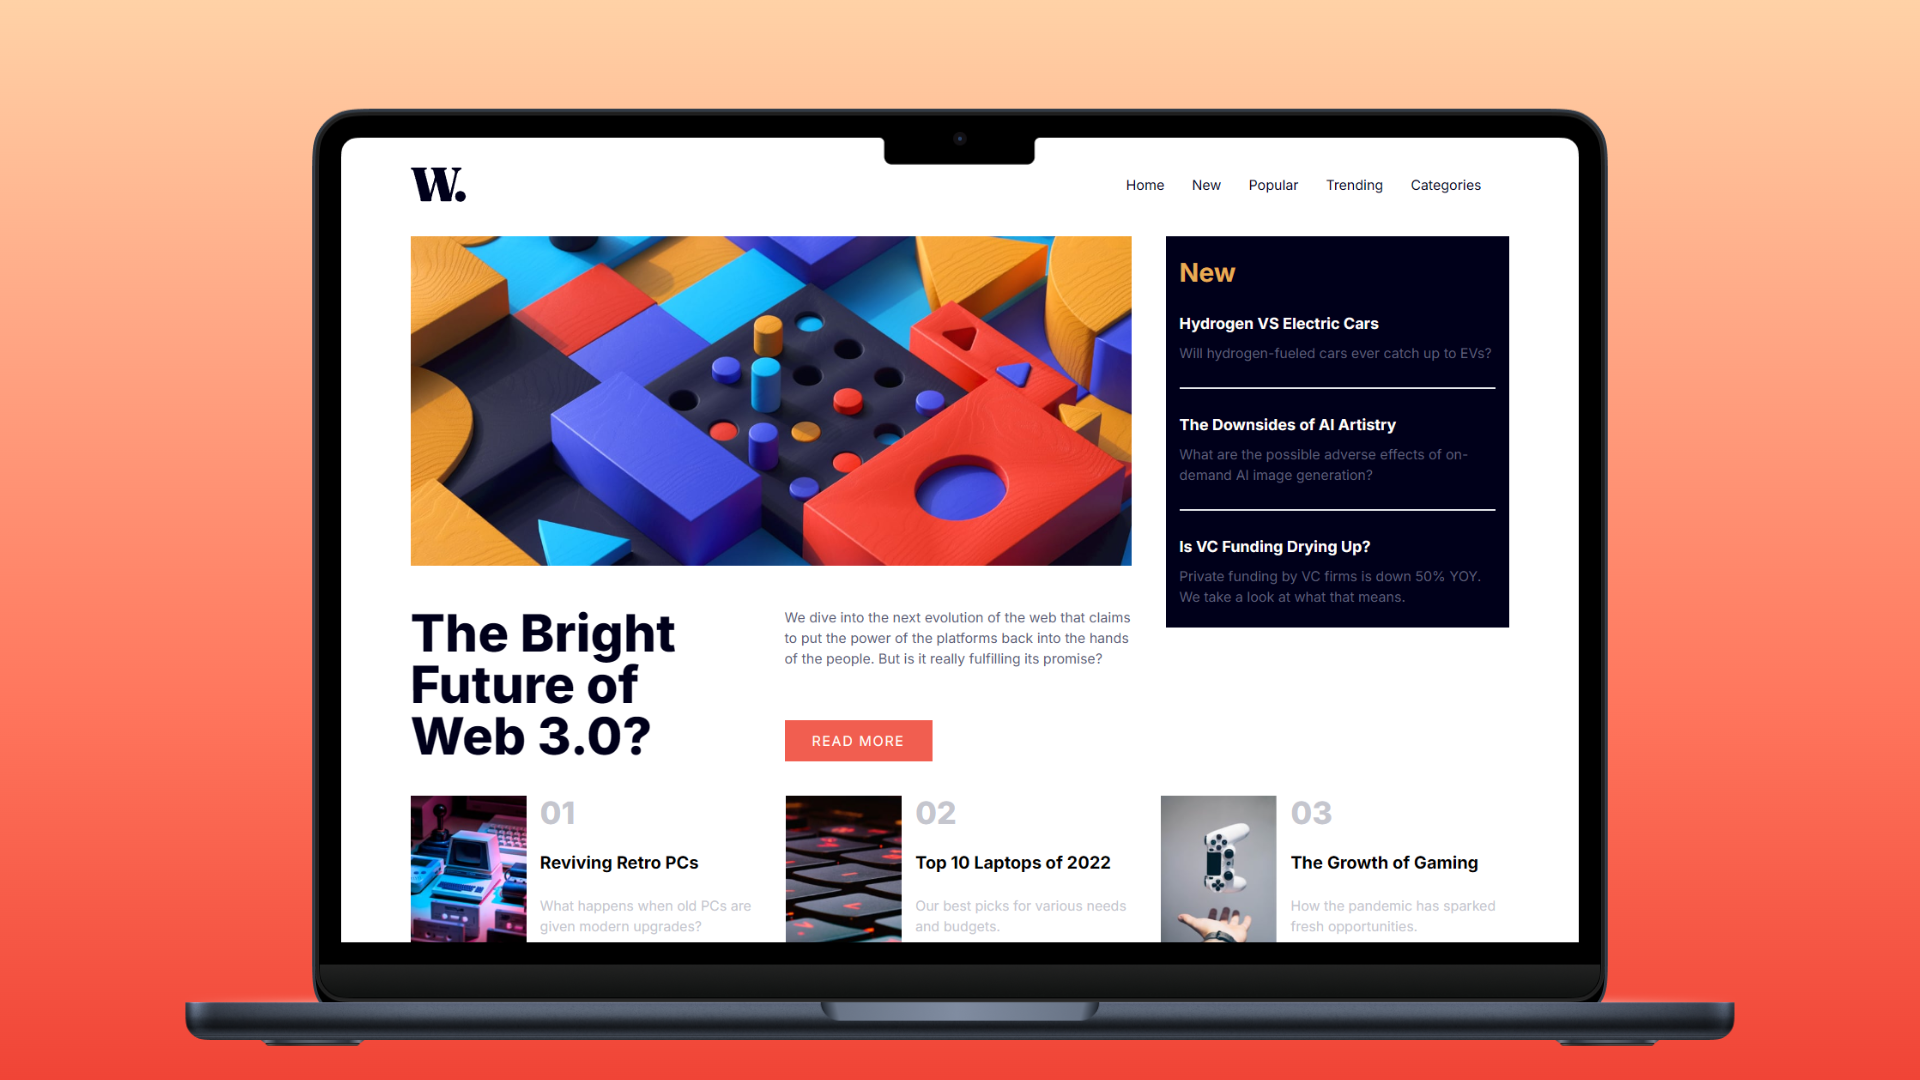 W.
Home New Popular Trending Categories
New
Hydrogen VS Electric Cars
Will hydrogen-fueled cars ever catch up to EVs?
The Downsides of AI Artistry
What are the possible adverse effects of on-
demand AI image generation?
Is VC Funding Drying Up?
Private funding by VC firms is down 50% YOY.
We take a look at what that means.
The Bright
Future of
Web 3.0?
We dive into the next evolution of the web that claims
to put the power of the platforms back into the hands
of the people. But is it really fulfilling its promise?
READ MORE
01
Reviving Retro PCs
What happens when old PCs are
given modern upgrades?
02
Top 10 Laptops of 2022
Our best picks for various needs
and budgets.
03
The Growth of Gaming
How the pandemic has sparked
fresh opportunities.